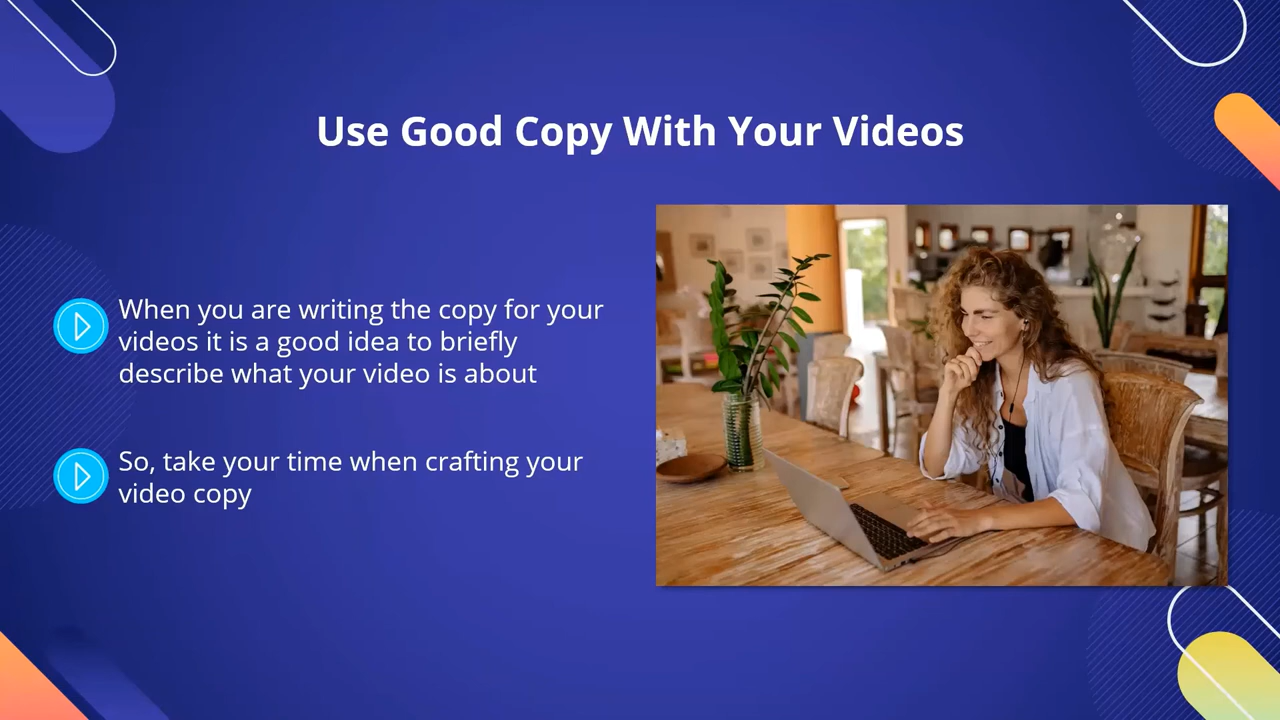 Use Good Copy With Your Videos
When you are writing the copy for your
videos it is a good idea to briefly
describe what your video is about
So, take your time when crafting your
video copy